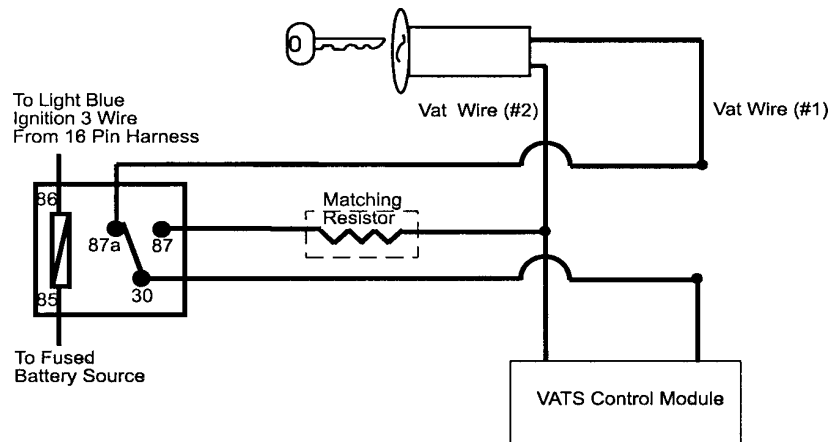 To Light Blue
Ignition 3 Wire
From 16 Pin Harness
Vat Wire (#2)
Vat Wire (#1)
86
87a
87
85
30
Matching
Resistor
To Fused
Battery Source
VATS Control Module